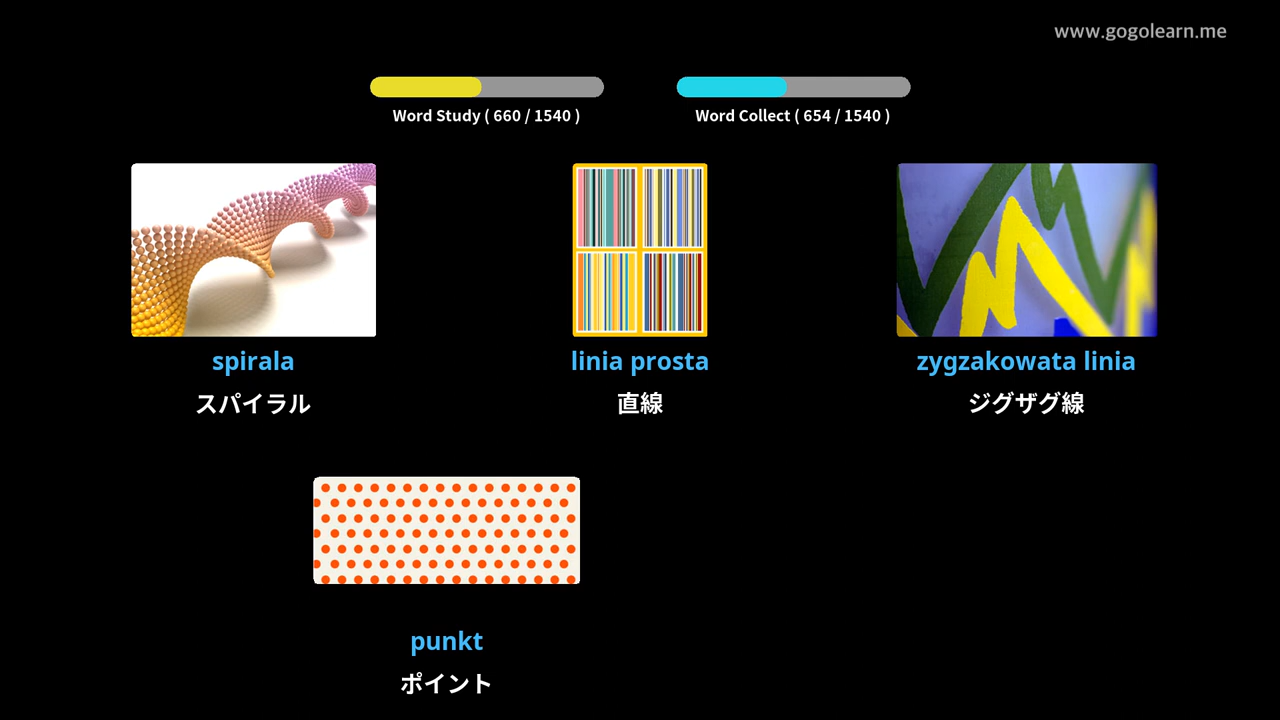 www.gogolearn.me
Word Study ( 660 / 1540 )
Word Collect ( 654 / 1540 )
spirala
linia prosta
zygzakowata linia
スパイラル
直線
ジグザグ線
punkt
ポイント